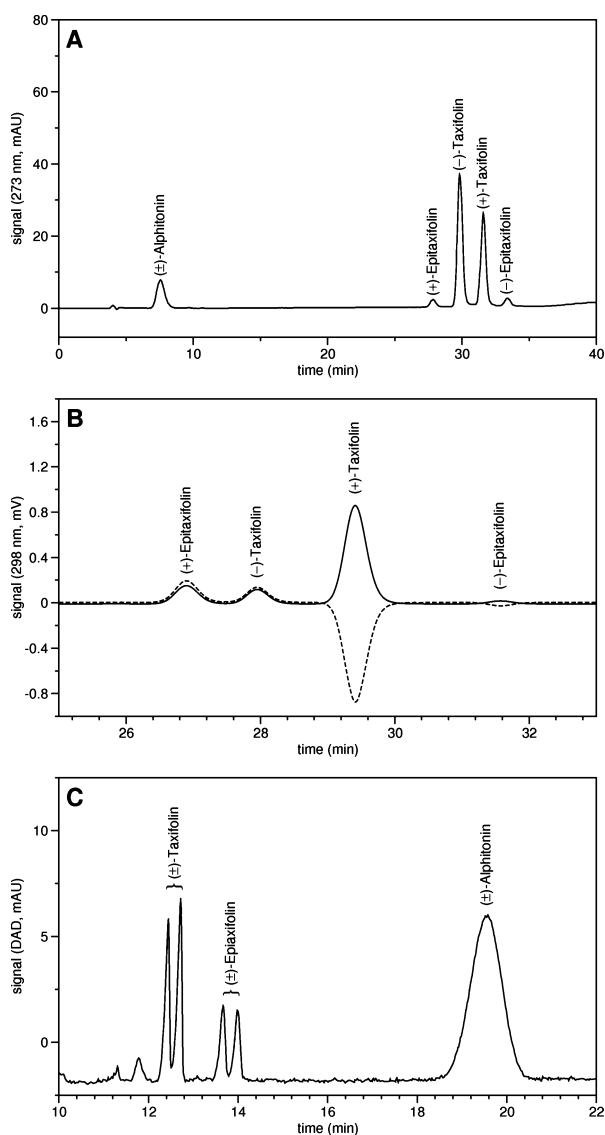 A
80
60
40
20
0
signal (273 nm, mAU)
(±)-Alphitonin
(+)-Epitaxifolin
(−)-Taxifolin
(+)-Taxifolin
(−)-Epitaxifolin
0 10 20 30 40
time (min)
B
1.6
1.2
0.8
0.4
0
-0.4
-0.8
signal (298 nm, mV)
(+)-Epitaxifolin
(−)-Taxifolin
(+)-Taxifolin
(−)-Epitaxifolin
26 28 30 32
time (min)
C
10
5
0
signal (DAD, mAU)
(±)-Taxifolin
(±)-Epiaxifolin
(±)-Alphitonin
10 12 14 16 18 20 22
time (min)